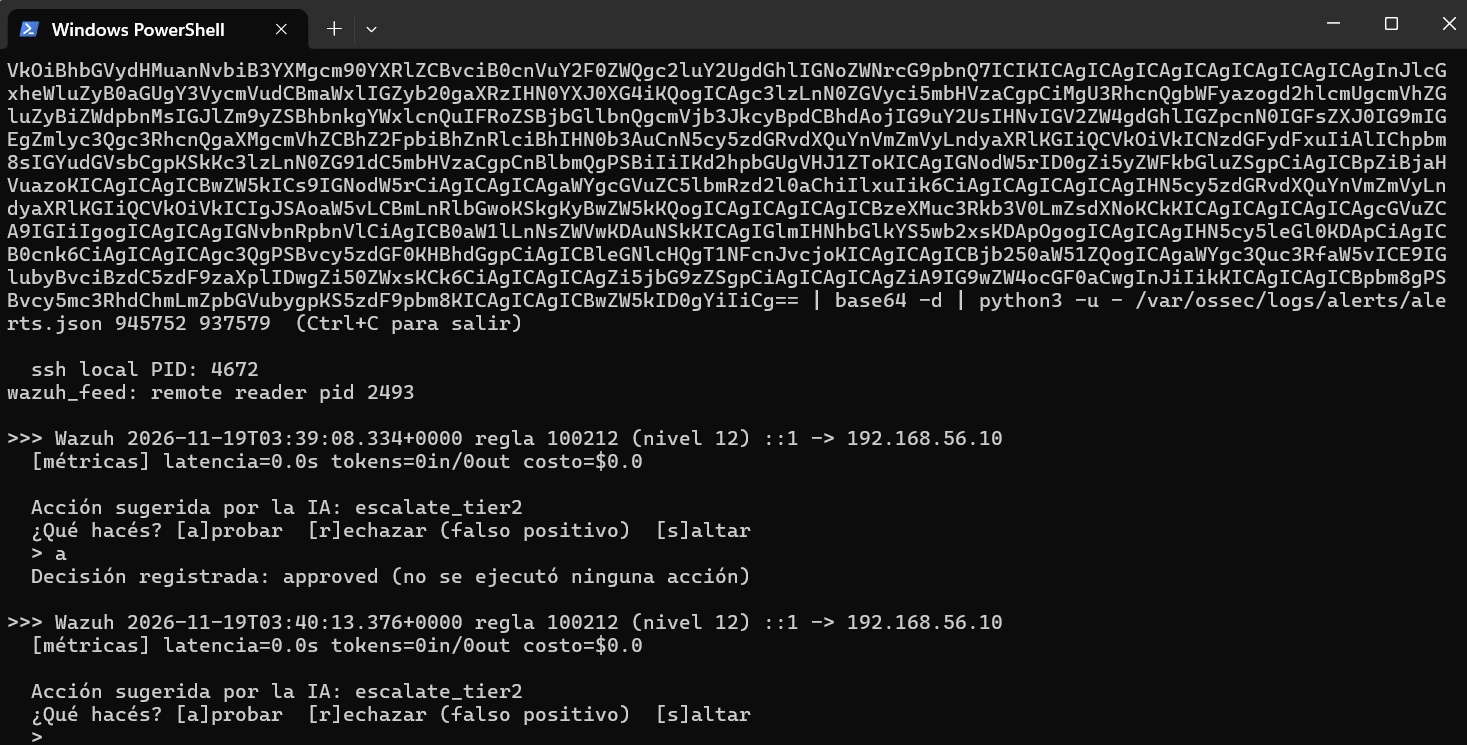 Windows PowerShell
VkOiBhbGVydHMuanNvbiB3YXMgcm90YXRlZCBvciB0cnVuY2F0ZWQgc2luY2UgdGhlIGNoZWNrcG9pbnQ7ICIKICAgICAgICAgICAgICAgICAgICAgInJlcG
xheWluZyB0aGUgY3VycmVudCBmaWxlIGZyb20gaXRzIHN0YXJ0XG4iKQogICAgc3lzLnN0ZGVyci5mbHVzaCgpCiMgU3RhcnQgbWFyazogd2hlcmUgcmVhZG
luZyBiZWdpbnMsIGJlZm9yZSBhbnkgYWxlcnQuIFRoZSBjbGllbnQgcmVjb3JkcyBpdCBhdAojIG9uY2UsIHNvIGV2ZW4gdGhlIGZpcnN0IGFsZXJ0IG9mIG
EgZmlyc3Qgc3RhcnQgaXMgcmVhZCBhZ2FpbiBhZnRlciBhIHN0b3AuCnN5cy5zdGRvdXQuYnVmZmVyLndyaXRlKGIiQCVkOiVkICNzdGFydFxuIiAlIChpbm
8sIGYudGVsbCgpKSkKc3lzLnN0ZG91dC5mbHVzaCgpCnBlbmQgPSBiIiIKd2hpbGUgVHJ1ZToKICAgIGNodW5rID0gZi5yZWFkbGluZSgpCiAgICBpZiBjaH
VuazoKICAgICAgICBwZW5kICs9IGNodW5rCiAgICAgICAgaWYgcGVuZC5lbmRzd2l0aChiIlxuIik6CiAgICAgICAgICAgIHN5cy5zdGRvdXQuYnVmZmVyLn
dyaXRlKGIiQCVkOiVkICIgJSAoaW5vLCBmLnRlbGwoKSkgKyBwZW5kKQogICAgICAgICAgICBzeXMuc3Rkb3V0LmZsdXNoKCkKICAgICAgICAgICAgcGVuZC
A9IGIiIgogICAgICAgIGNvbnRpbnVlCiAgICB0aW1lLnNsZWVwKDAuNSkKICAgIGlmIHNhbGlkYS5wb2xsKDApOgogICAgICAgIHN5cy5leGl0KDApCiAgIC
B0cnk6CiAgICAgICAgc3QgPSBvcy5zdGF0KHBhdGgpCiAgICBleGNlcHQgT1NFcnJvcjoKICAgICAgICBjb250aW51ZQogICAgaWYgc3Quc3RfaW5vICE9IG
lubyBvciBzdC5zdF9zaXplIDwgZi50ZWxsKCk6CiAgICAgICAgZi5jbG9zZSgpCiAgICAgICAgZiA9IG9wZW4ocGF0aCwgInJiIikKICAgICAgICBpbm8gPS
Bvcy5mc3RhdChmLmZpbGVubygpKS5zdF9pbm8KICAgICAgICBwZW5kID0gYiIiCg== | base64 -d | python3 -u - /var/ossec/logs/alerts/ale
rts.json 945752 937579  (Ctrl+C para salir)
ssh local PID: 4672
wazuh_feed: remote reader pid 2493
>>> Wazuh 2026-11-19T03:39:08.334+0000 regla 100212 (nivel 12) ::1 -> 192.168.56.10
[métricas] latencia=0.0s tokens=0in/0out costo=$0.0
Acción sugerida por la IA: escalate_tier2
¿Qué hacés? [a]probar  [r]echazar (falso positivo)  [s]altar
> a
Decisión registrada: approved (no se ejecutó ninguna acción)
>>> Wazuh 2026-11-19T03:40:13.376+0000 regla 100212 (nivel 12) ::1 -> 192.168.56.10
[métricas] latencia=0.0s tokens=0in/0out costo=$0.0
Acción sugerida por la IA: escalate_tier2
¿Qué hacés? [a]probar  [r]echazar (falso positivo)  [s]altar
>